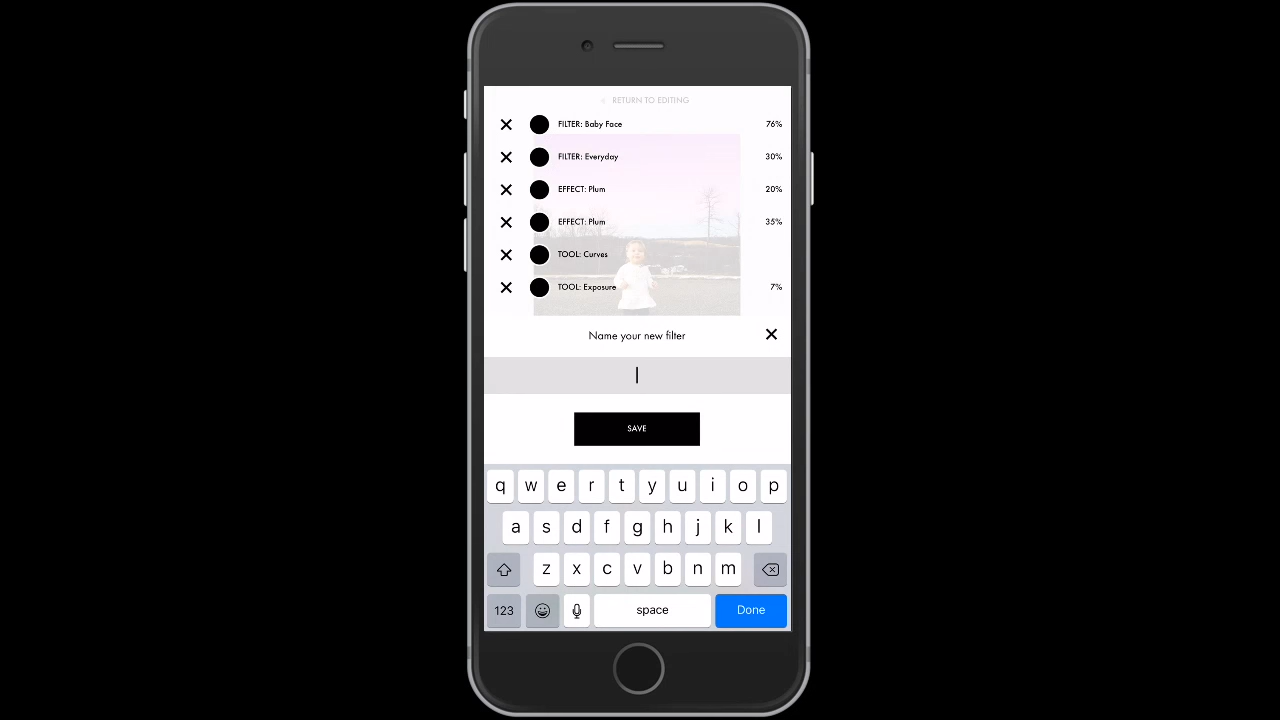 < RETURN TO EDITING
FILTER: Baby Face 76%
FILTER: Everyday 30%
EFFECT: Plum 20%
EFFECT: Plum 35%
TOOL: Curves
TOOL: Exposure 7%
Name your new filter
SAVE
q w e r t y u i o p
a s d f g h j k l
z x c v b n m
123 space Done